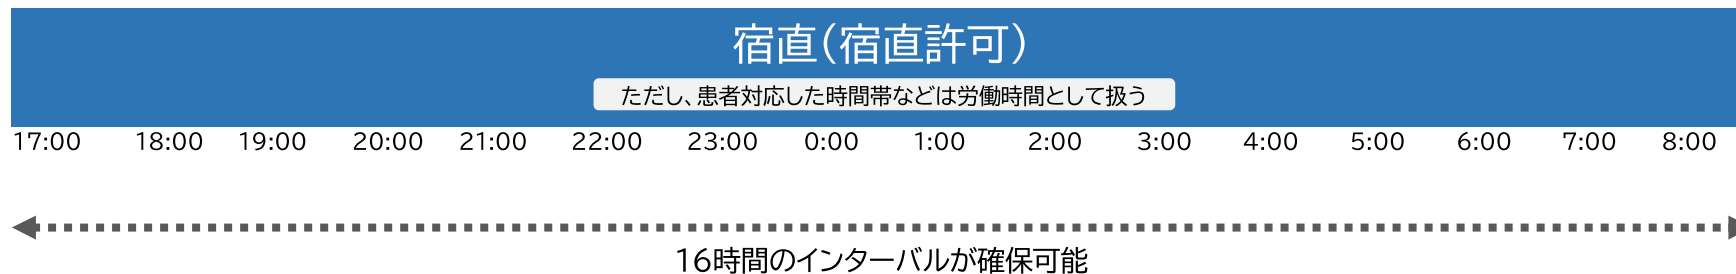 宿直（宿直許可）
ただし、患者対応した時間帯などは労働時間として扱う
17:00 18:00 19:00 20:00 21:00 22:00 23:00 0:00 1:00 2:00 3:00 4:00 5:00 6:00 7:00 8:00
16時間のインターバルが確保可能